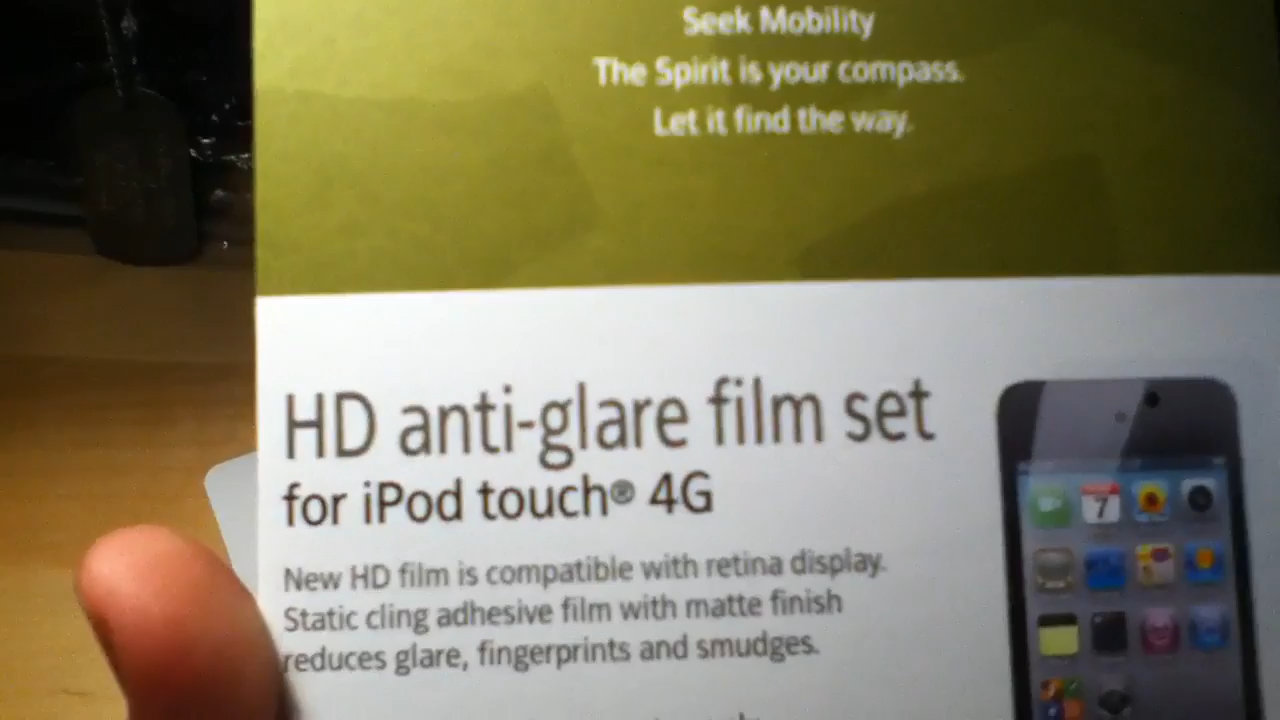 Seek Mobility
The Spirit is your compass.
Let it find the way.
HD anti-glare film set
for iPod touch® 4G
New HD film is compatible with retina display.
Static cling adhesive film with matte finish
reduces glare, fingerprints and smudges.
7